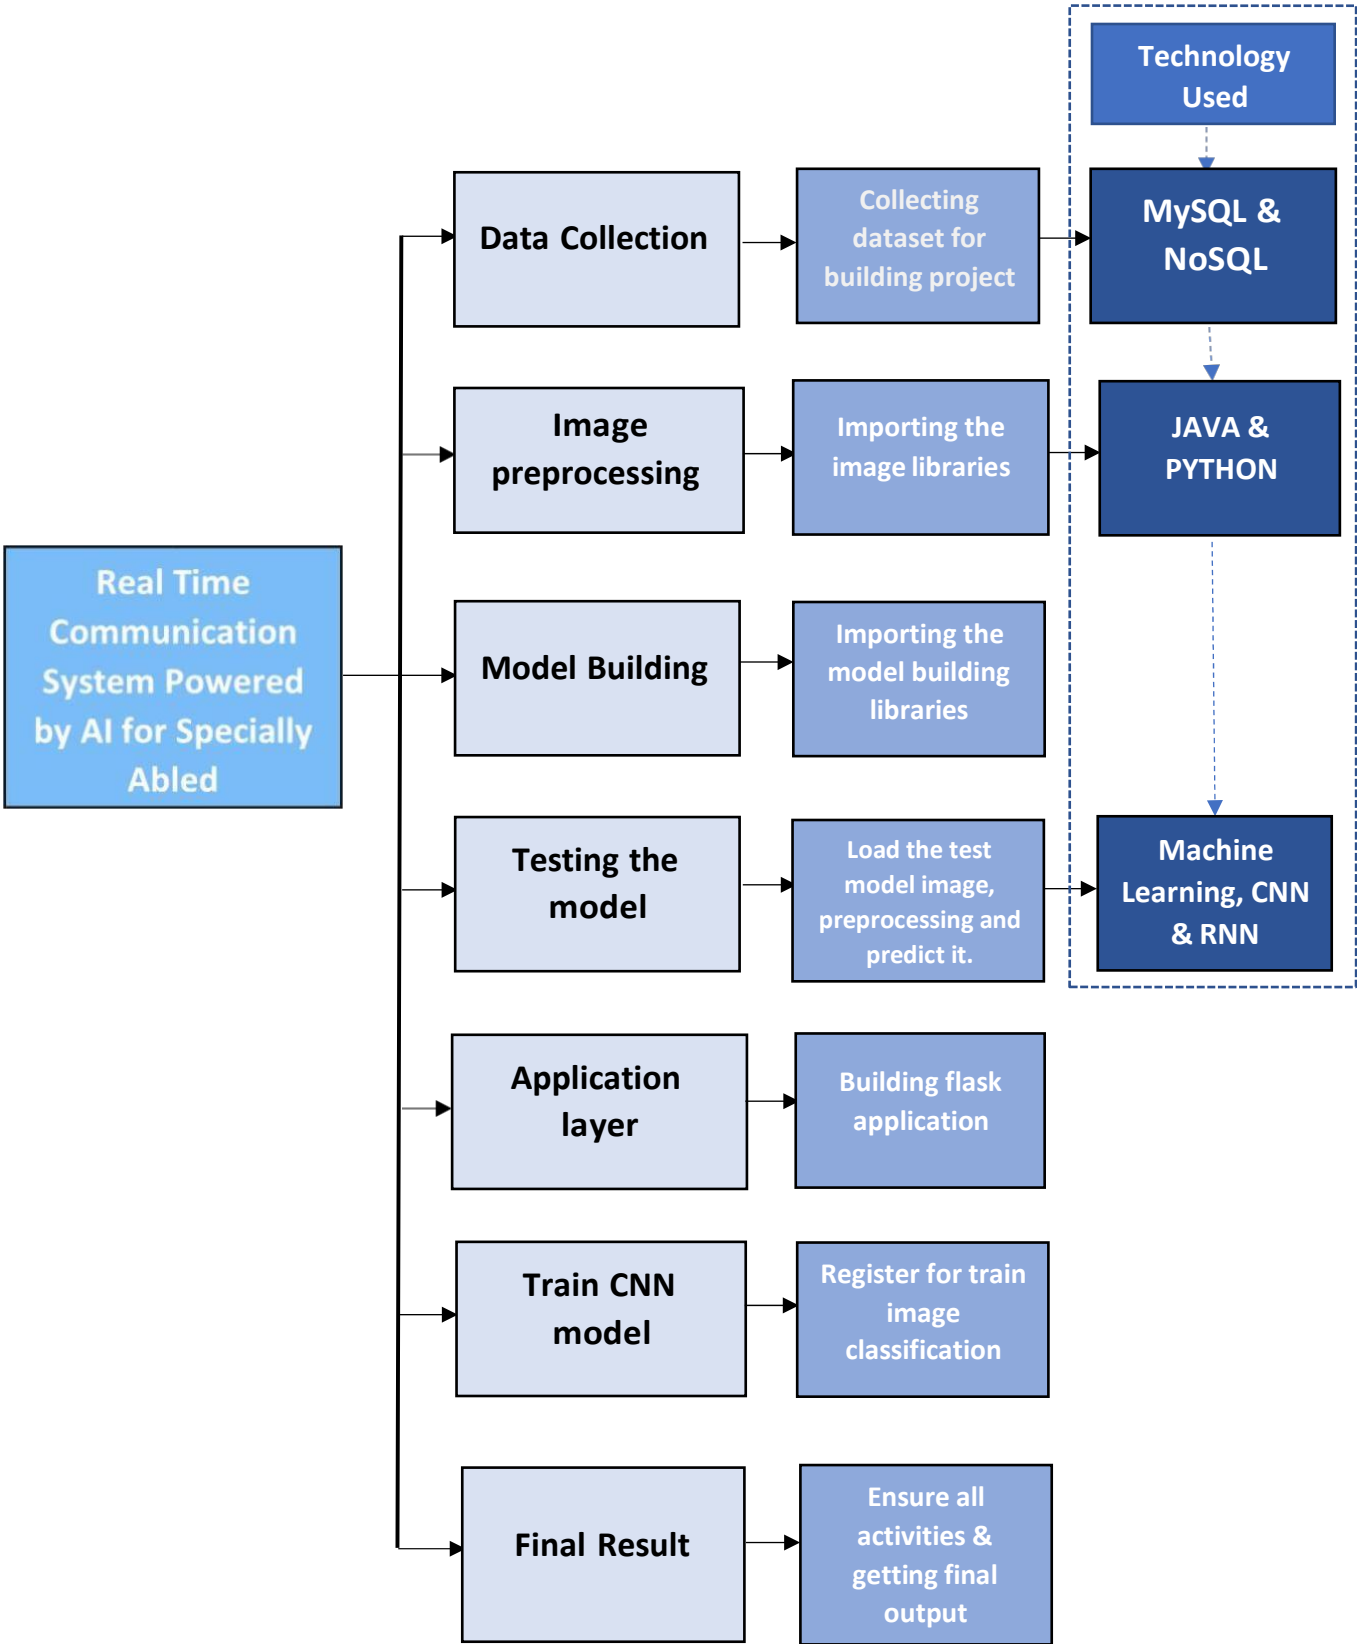 Technology
Used
Data Collection
Collecting
dataset for
building project
MySQL &
NoSQL
Image
preprocessing
Importing the
image libraries
JAVA &
PYTHON
Real Time
Communication
System Powered
by AI for Specially
Abled
Model Building
Importing the
model building
libraries
Testing the
model
Load the test
model image,
preprocessing and
predict it.
Machine
Learning, CNN
& RNN
Application
layer
Building flask
application
Train CNN
model
Register for train
image
classification
Final Result
Ensure all
activities &
getting final
output